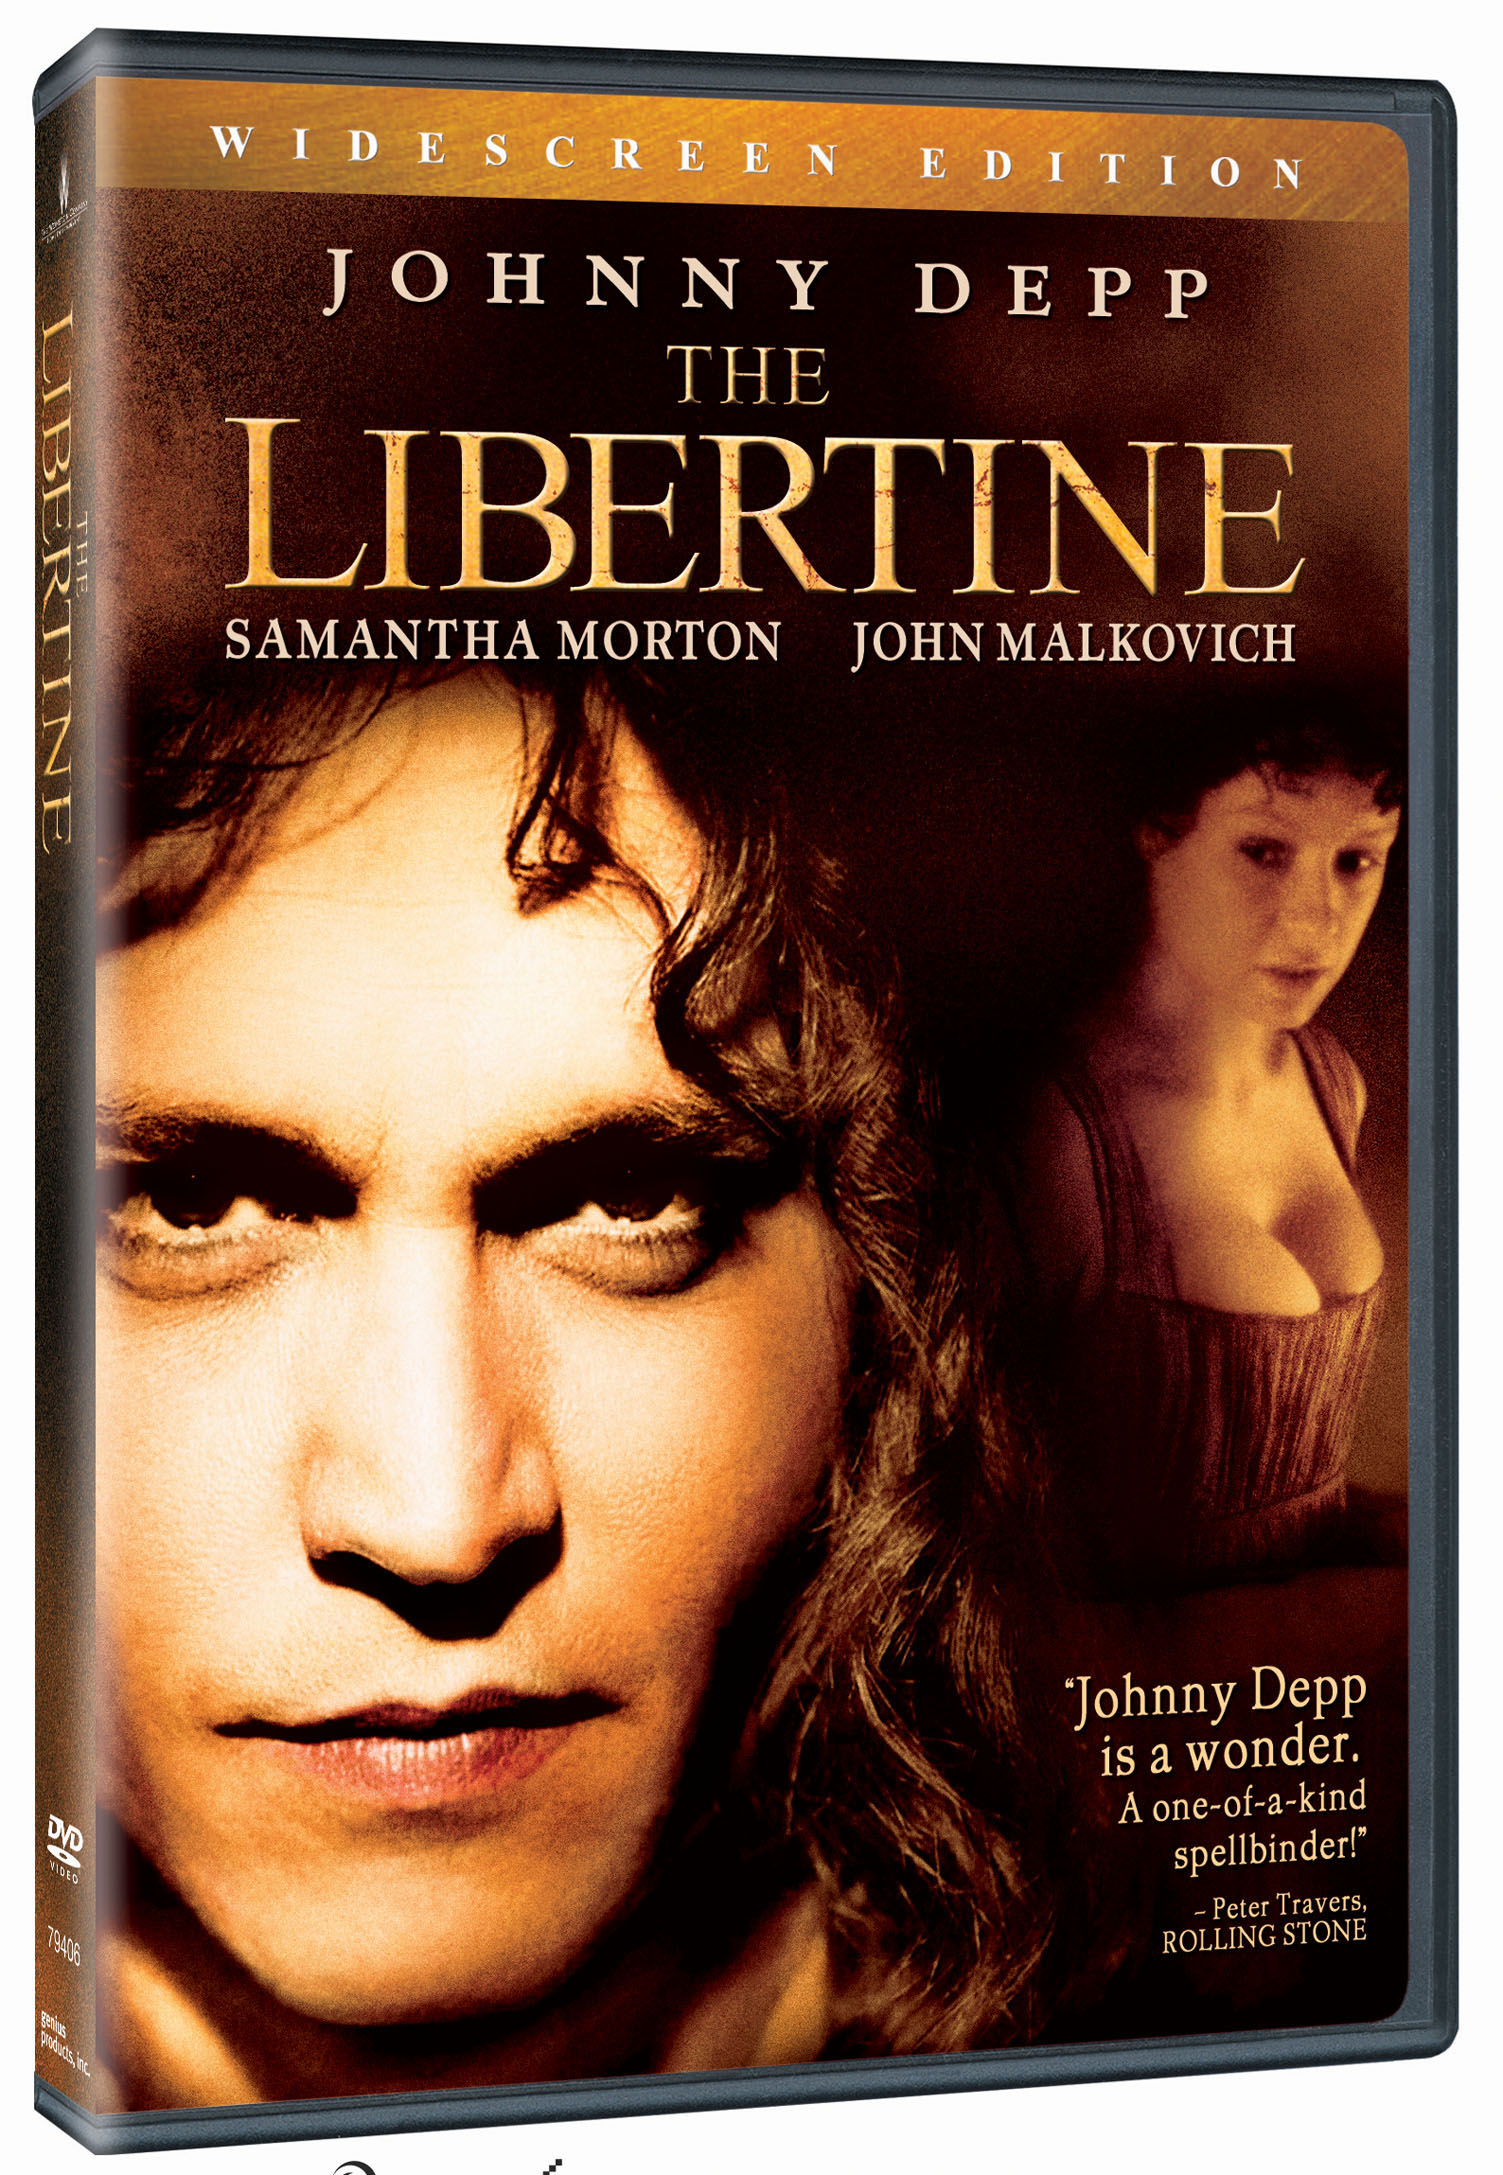 WIDESCREEN EDITION
JOHNNY DEPP
THE
LIBERTINE
SAMANTHA MORTON JOHN MALKOVICH
"Johnny Depp
is a wonder.
A one-of-a-kind
spellbinder!"
– Peter Travers,
ROLLING STONE
THE
LIBERTINE
DVD
VIDEO
79406
genius
products, inc.